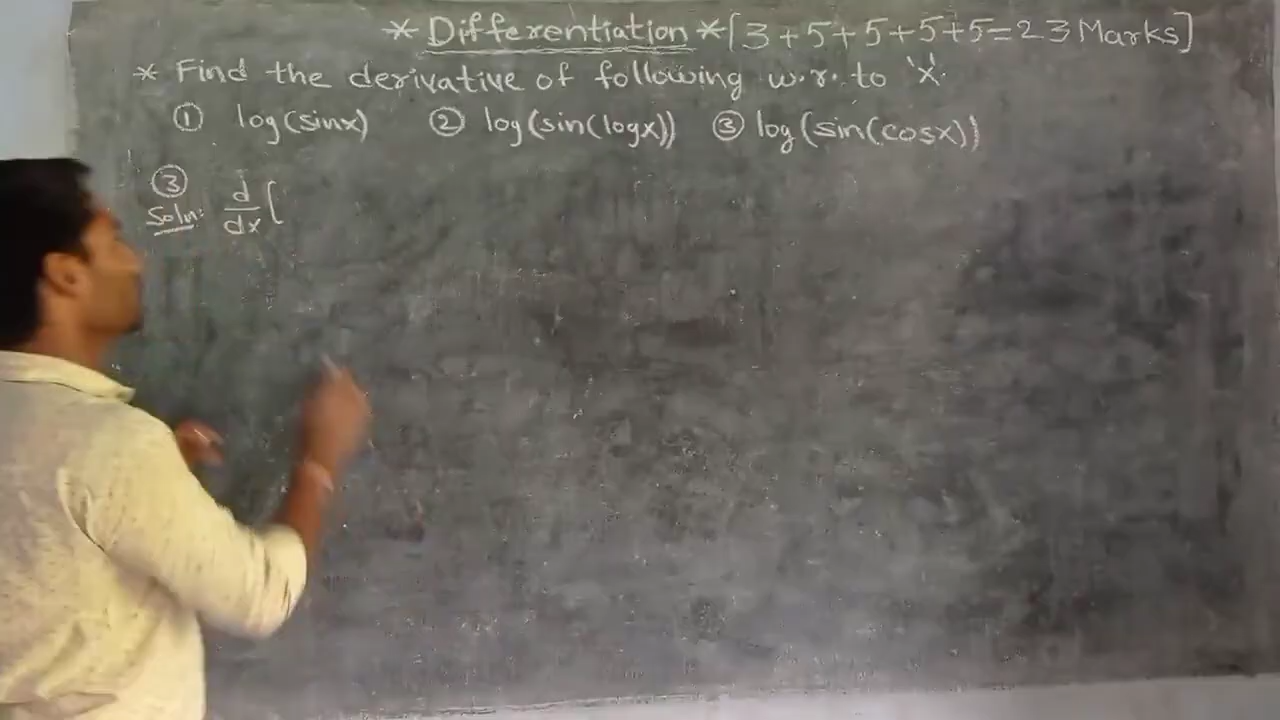 * Differentiation * [3+5+5+5+5=23 Marks]
* Find the derivative of following w.r. to 'x'.
① log(sinx) ② log(sin(logx)) ③ log(sin(cosx))
③
Soln: d/dx [